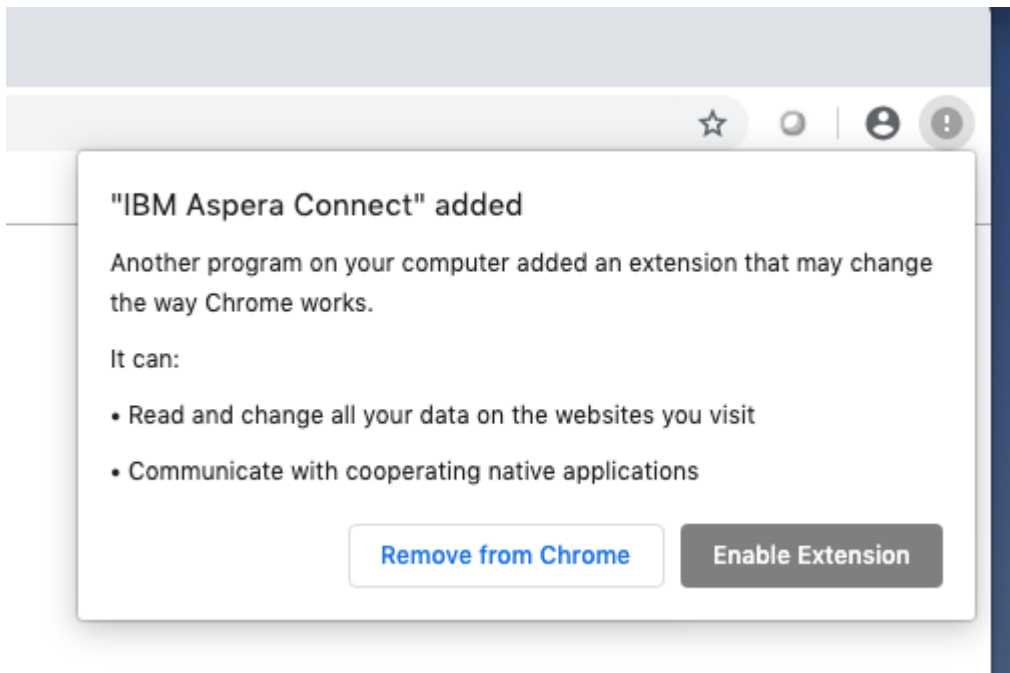 "IBM Aspera Connect" added
Another program on your computer added an extension that may change
the way Chrome works.
It can:
• Read and change all your data on the websites you visit
• Communicate with cooperating native applications
Remove from Chrome
Enable Extension